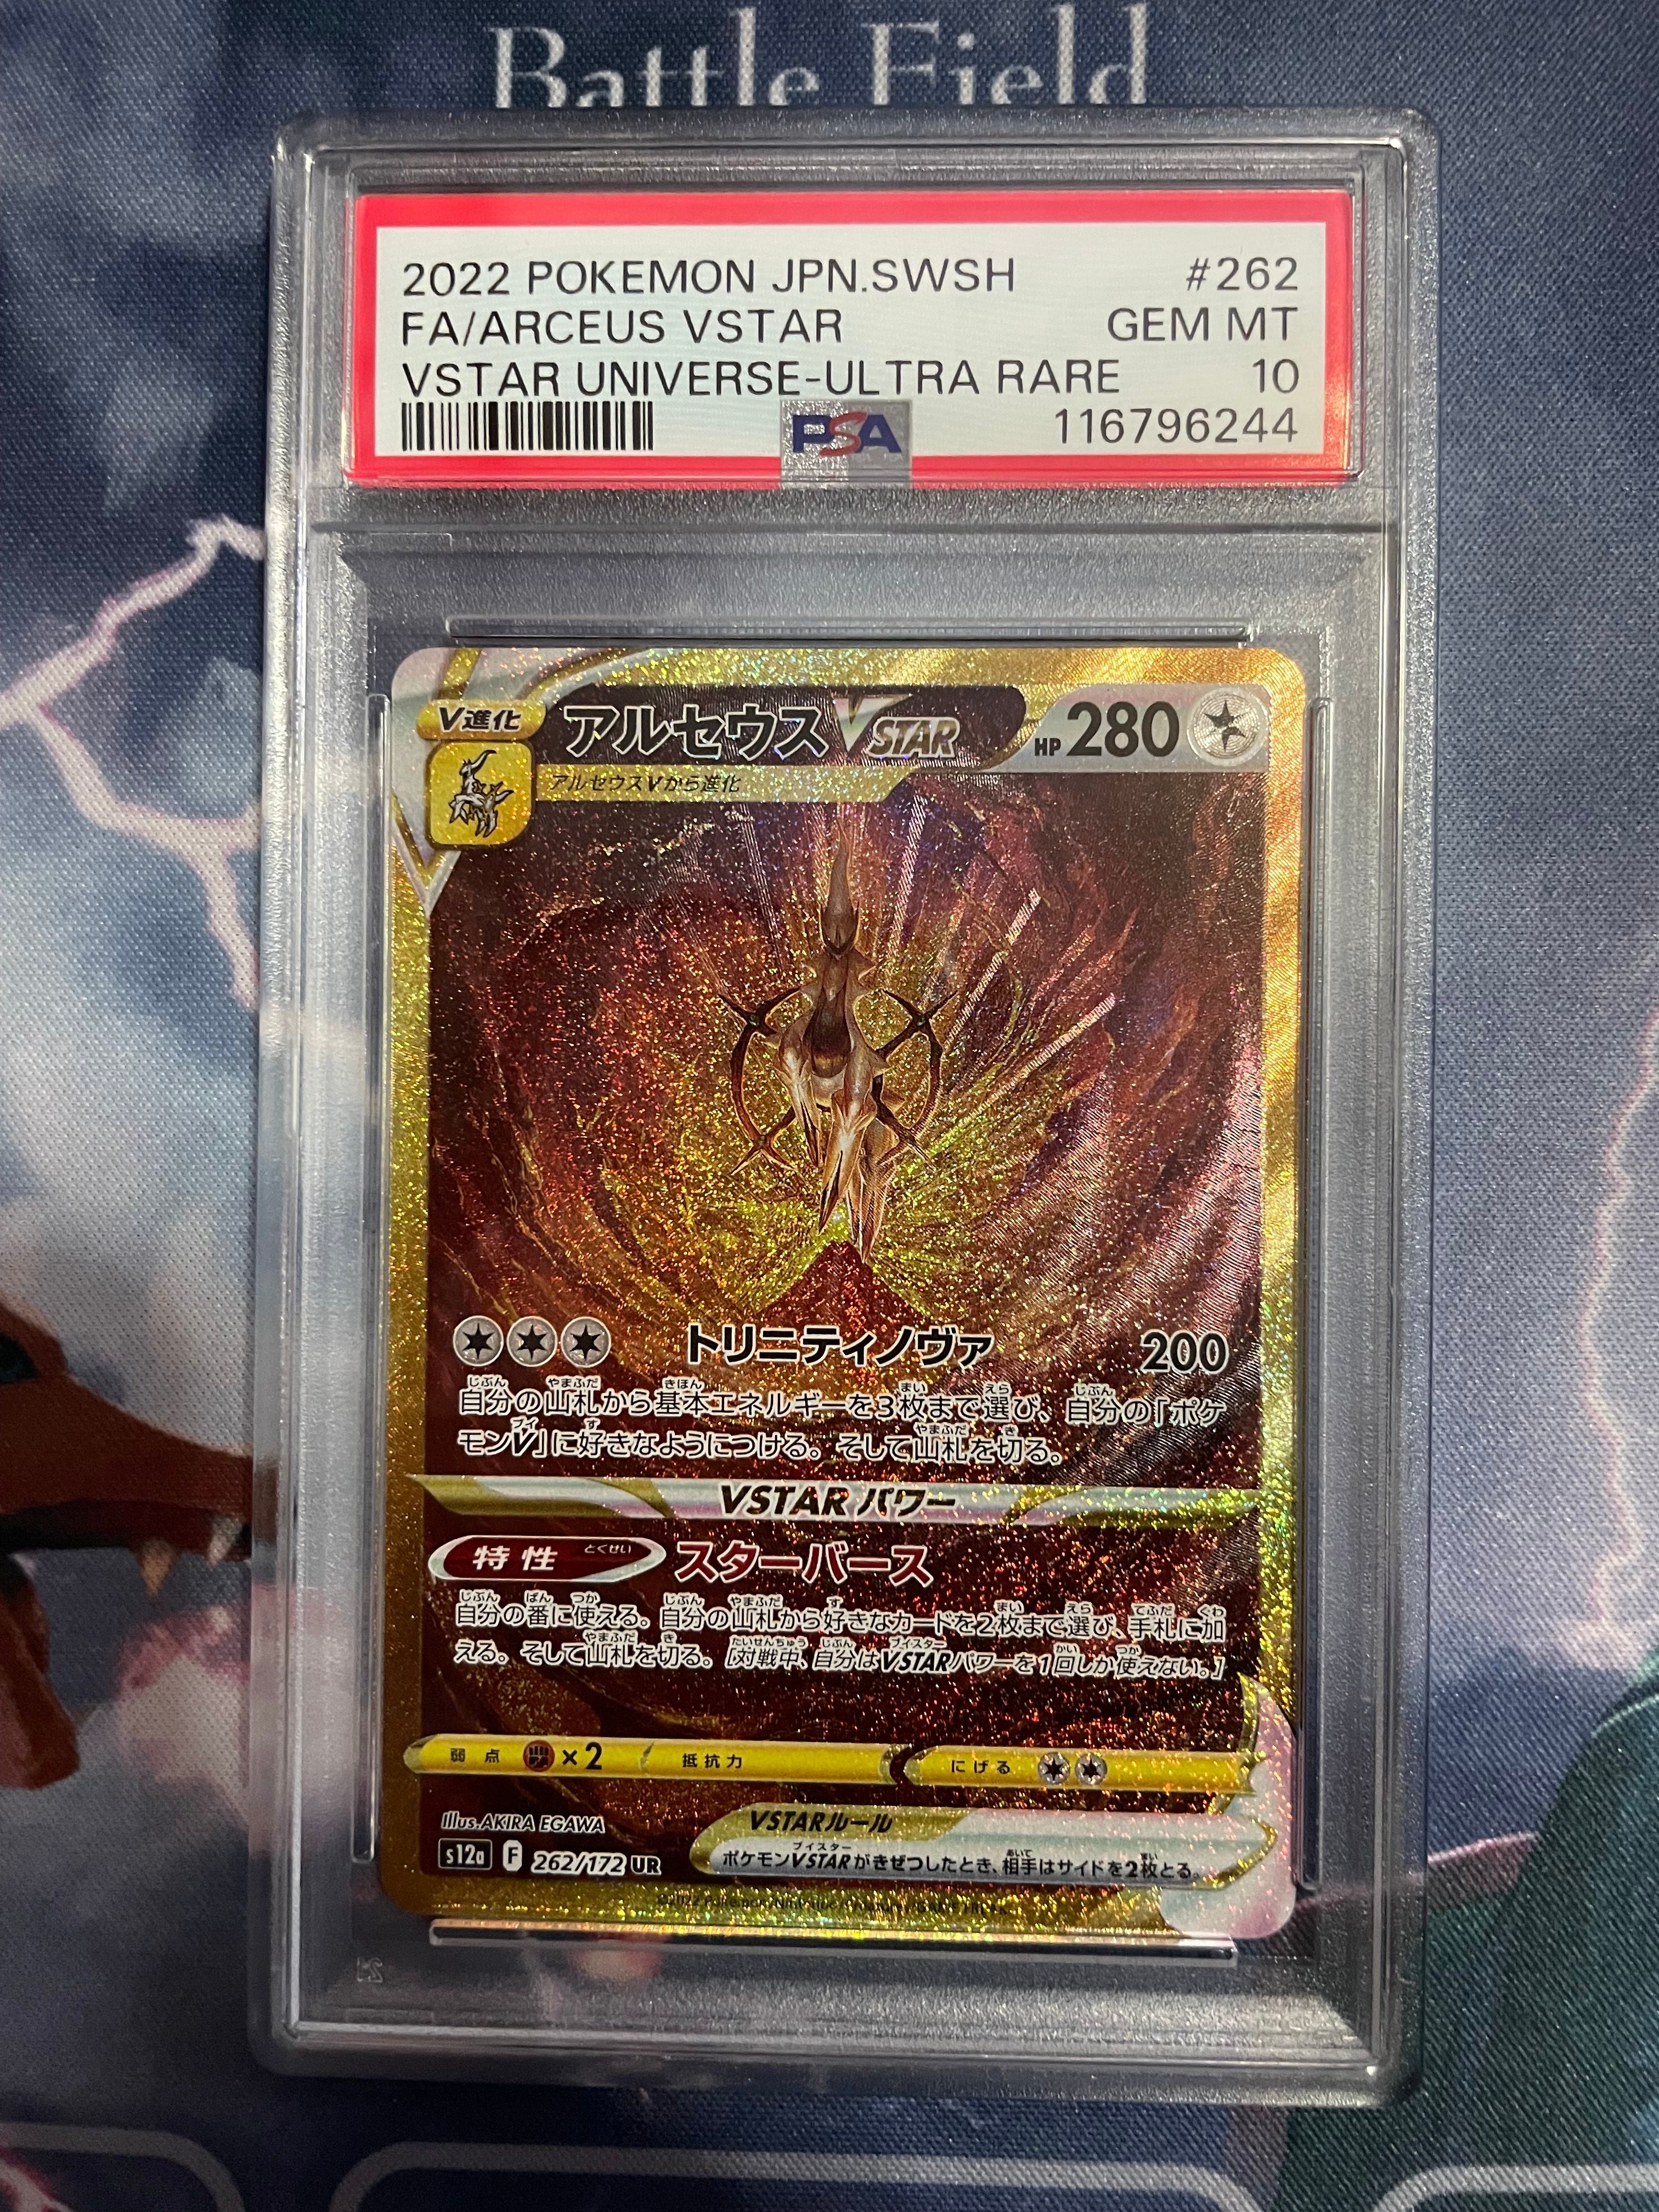 Battle Field
2022 POKEMON JPN.SWSH #262
FA/ARCEUS VSTAR GEM MT
VSTAR UNIVERSE-ULTRA RARE 10
PSA 116796244
V進化 アルセウス VSTAR HP 280
アルセウスVから進化
トリニティノヴァ 200
自分の山札から基本エネルギーを3枚まで選び、自分の「ポケ
モンV」に好きなようにつける。そして山札を切る。
VSTARパワー
特性 スターバース
自分の番に使える。自分の山札から好きなカードを2枚まで選び、手札に加
える。そして山札を切る。[対戦中、自分はVSTARパワーを1回しか使えない。]
弱点 ×2 抵抗力 にげる
Illus.AKIRA EGAWA
VSTARルール
s12a F 262/172 UR
ポケモンVSTARがきぜつしたとき、相手はサイドを2枚とる。